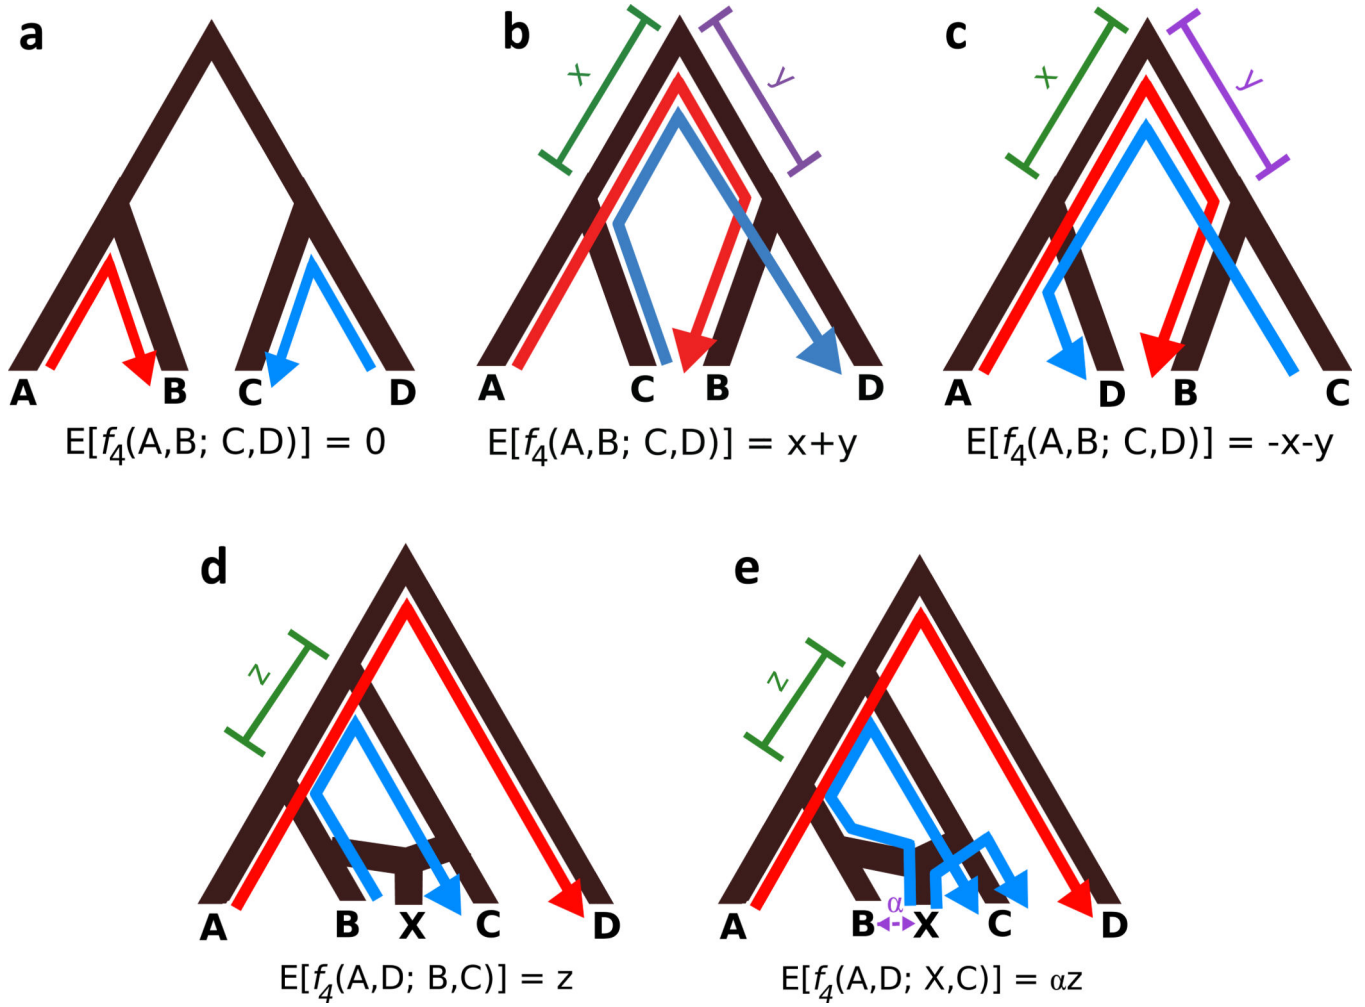 a
b
c
x
y
x
y
A
B
C
D
A
C
B
D
A
D
B
C
E[f4(A,B; C,D)] = 0
E[f4(A,B; C,D)] = x+y
E[f4(A,B; C,D)] = -x-y
d
e
z
z
α
A
B
X
C
D
A
B
X
C
D
E[f4(A,D; B,C)] = z
E[f4(A,D; X,C)] = αz